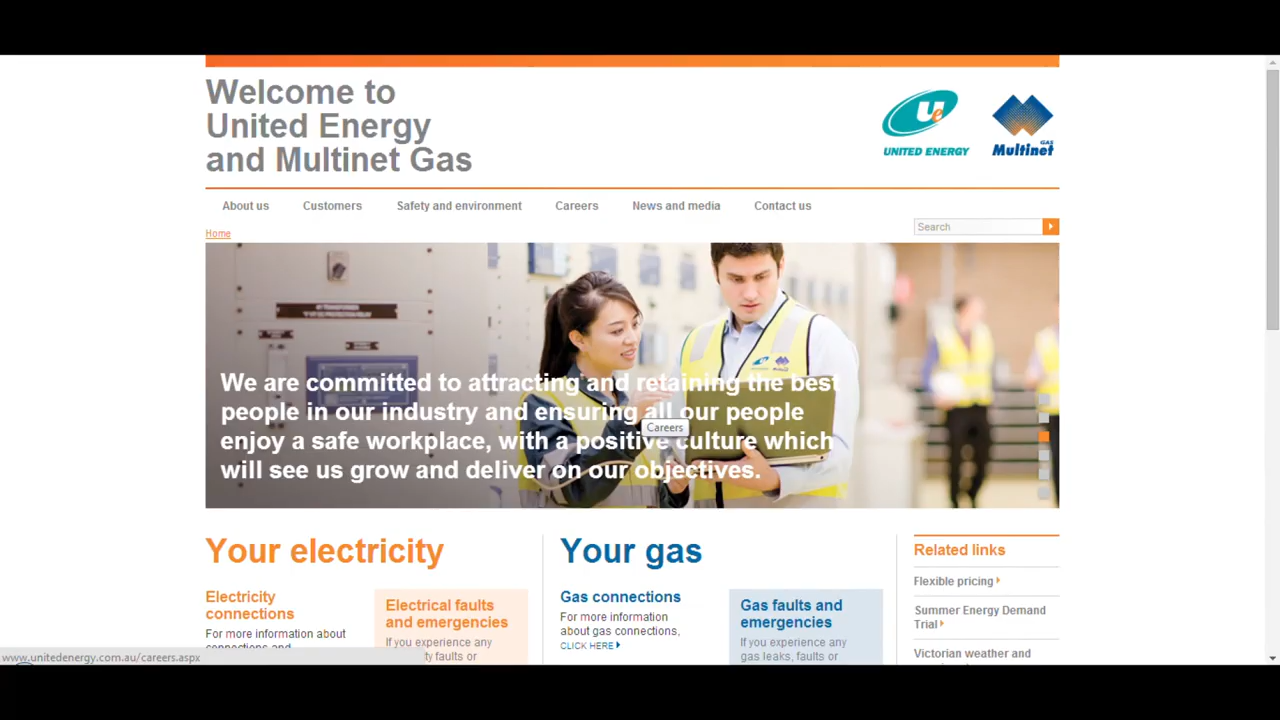 Welcome to
United Energy
and Multinet Gas
UNITED ENERGY
GAS
Multinet
About us Customers Safety and environment Careers News and media Contact us
Search
Home
We are committed to attracting and retaining the best
people in our industry and ensuring all our people
Careers
enjoy a safe workplace, with a positive culture which
will see us grow and deliver on our objectives.
Your electricity
Electricity
connections
For more information about
Electrical faults
and emergencies
If you experience any
faults or
Your gas
Gas connections
For more information
about gas connections,
CLICK HERE
Gas faults and
emergencies
If you experience any
gas leaks, faults or
Related links
Flexible pricing
Summer Energy Demand
Trial
Victorian weather and
www.unitedenergy.com.au/careers.aspx